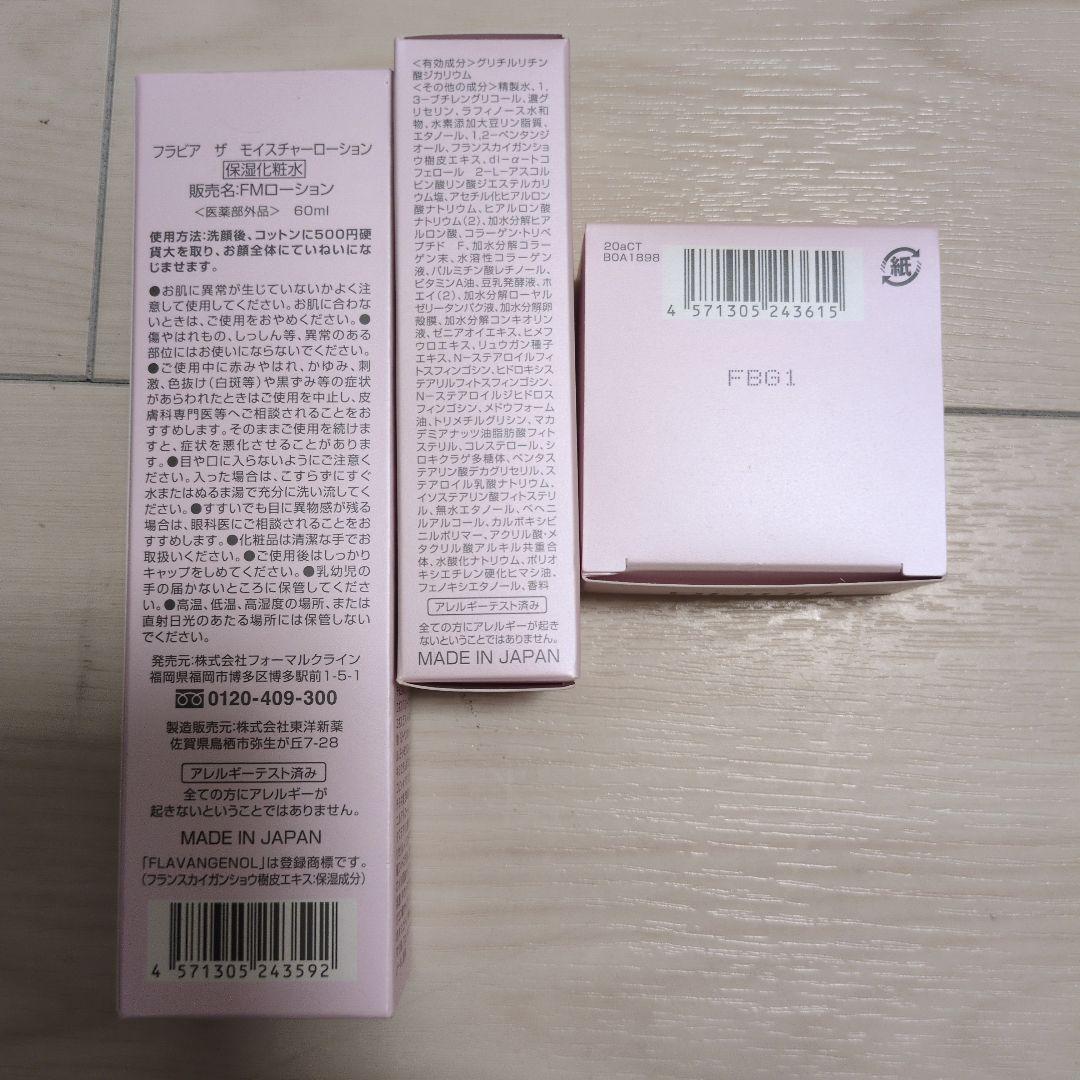 フラビア　ザ　モイスチャーローション
保湿化粧水
販売名:FMローション
＜医薬部外品＞　60ml
使用方法:洗顔後、コットンに500円硬
貨大を取り、お顔全体にていねいにな
じませます。
●お肌に異常が生じていないかよく注
意して使用してください。お肌に合わな
いときは、ご使用をおやめください。●
傷やはれもの、しっしん等、異常のある
部位にはお使いにならないでください。
●ご使用中に赤みやはれ、かゆみ、刺
激、色抜け(白斑等)や黒ずみ等の症状
があらわれたときはご使用を中止し、皮
膚科専門医等へご相談されることをお
すすめします。そのままご使用を続けま
すと、症状を悪化させることがありま
す。●目や口に入らないようにご注意く
ださい。入った場合は、こすらずにすぐ
水またはぬるま湯で充分に洗い流してく
ださい。●すすいでも目に異物感が残る
場合は、眼科医にご相談されることをお
すすめします。●化粧品は清潔な手でお
取扱いください。●ご使用後はしっかり
キャップをしめてください。●乳幼児の
手の届かないところに保管してくださ
い。●高温、低温、高湿度の場所、または
直射日光のあたる場所には保管しない
でください。
発売元:株式会社フォーマルクライン
福岡県福岡市博多区博多駅前1-5-1
0120-409-300
製造販売元:株式会社東洋新薬
佐賀県鳥栖市弥生が丘7-28
アレルギーテスト済み
全ての方にアレルギーが
起きないということではありません。
MADE IN JAPAN
「FLAVANGENOL」は登録商標です。
(フランスカイガンショウ樹皮エキス:保湿成分)
4 571305 243592
＜有効成分＞グリチルリチン
酸ジカリウム
＜その他の成分＞精製水、1,
3-ブチレングリコール、濃グ
リセリン、ラフィノース水和
物、水素添加大豆リン脂質、
エタノール、1,2-ペンタンジ
オール、フランスカイガンショ
ウ樹皮エキス、dl-α-トコ
フェロール 2-L-アスコル
ビン酸リン酸ジエステルカリ
ウム塩、アセチル化ヒアルロン
酸ナトリウム、ヒアルロン酸
ナトリウム(2)、加水分解ヒア
ルロン酸、コラーゲン・トリペ
プチド F、加水分解コラー
ゲン末、水溶性コラーゲン
液、パルミチン酸レチノール、
ビタミンA油、豆乳発酵液、ホ
エイ(2)、加水分解ローヤル
ゼリータンパク液、加水分解卵
殻膜、加水分解コンキオリン
液、ゼニアオイエキス、ヒメフ
ウロエキス、リュウガン種子
エキス、N-ステアロイルフィ
トスフィンゴシン、ヒドロキシス
テアリルフィトスフィンゴシン、
N-ステアロイルジヒドロス
フィンゴシン、メドウフォーム
油、トリメチルグリシン、マカ
デミアナッツ油脂肪酸フィト
ステリル、コレステロール、シ
ロキクラゲ多糖体、ペンタス
テアリン酸デカグリセリル、ス
テアロイル乳酸ナトリウム、
イソステアリン酸フィトステリ
ル、無水エタノール、ベヘニ
ルアルコール、カルボキシビ
ニルポリマー、アクリル酸・メ
タクリル酸アルキル共重合
体、水酸化ナトリウム、ポリオ
キシエチレン硬化ヒマシ油、
フェノキシエタノール、香料
アレルギーテスト済み
全ての方にアレルギーが起き
ないということではありません。
MADE IN JAPAN
20aCT
BOA1898
紙
4 571305 243615
FBG1